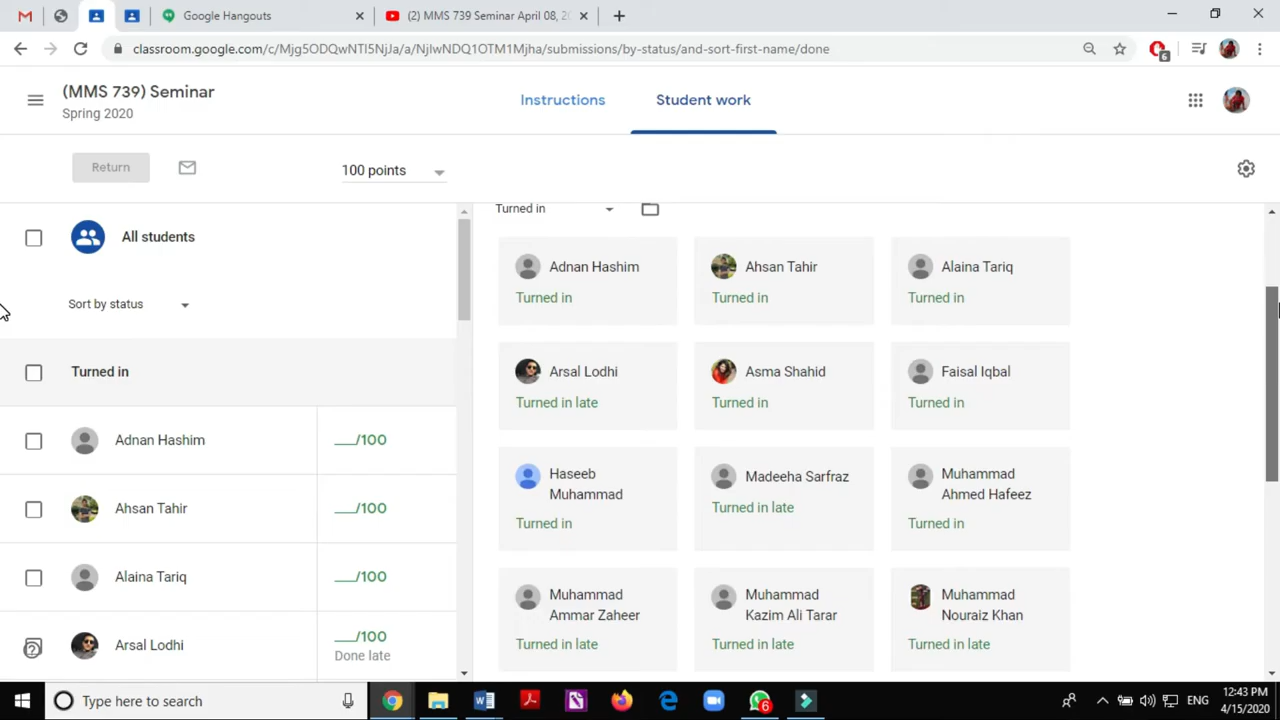 Google Hangouts
(2) MMS 739 Seminar April 08, 20
classroom.google.com/c/Mjg5ODQwNTI5NjJa/a/NjIwNDQ1OTM1Mjha/submissions/by-status/and-sort-first-name/done
6
(MMS 739) Seminar
Spring 2020
Instructions
Student work
Return
100 points
All students
Sort by status
Turned in
Adnan Hashim
__/100
Ahsan Tahir
__/100
Alaina Tariq
__/100
Arsal Lodhi
__/100
Done late
Turned in
Adnan Hashim
Turned in
Ahsan Tahir
Turned in
Alaina Tariq
Turned in
Arsal Lodhi
Turned in late
Asma Shahid
Turned in
Faisal Iqbal
Turned in
Haseeb
Muhammad
Turned in
Madeeha Sarfraz
Turned in late
Muhammad
Ahmed Hafeez
Turned in
Muhammad
Ammar Zaheer
Turned in late
Muhammad
Kazim Ali Tarar
Turned in late
Muhammad
Nouraiz Khan
Turned in late
Type here to search
6
ENG
12:43 PM
4/15/2020